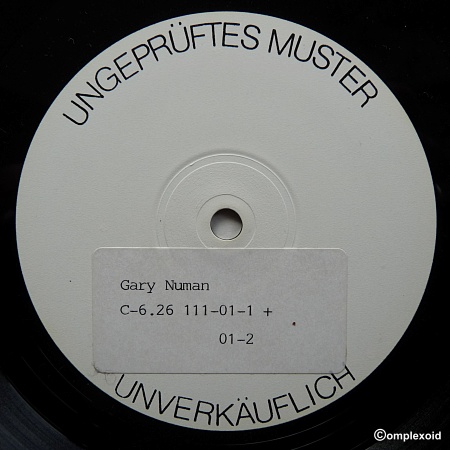 UNGEPRÜFTES MUSTER
Gary Numan
C-6.26 111-01-1 +
01-2
UNVERKÄUFLICH
©omplexoid